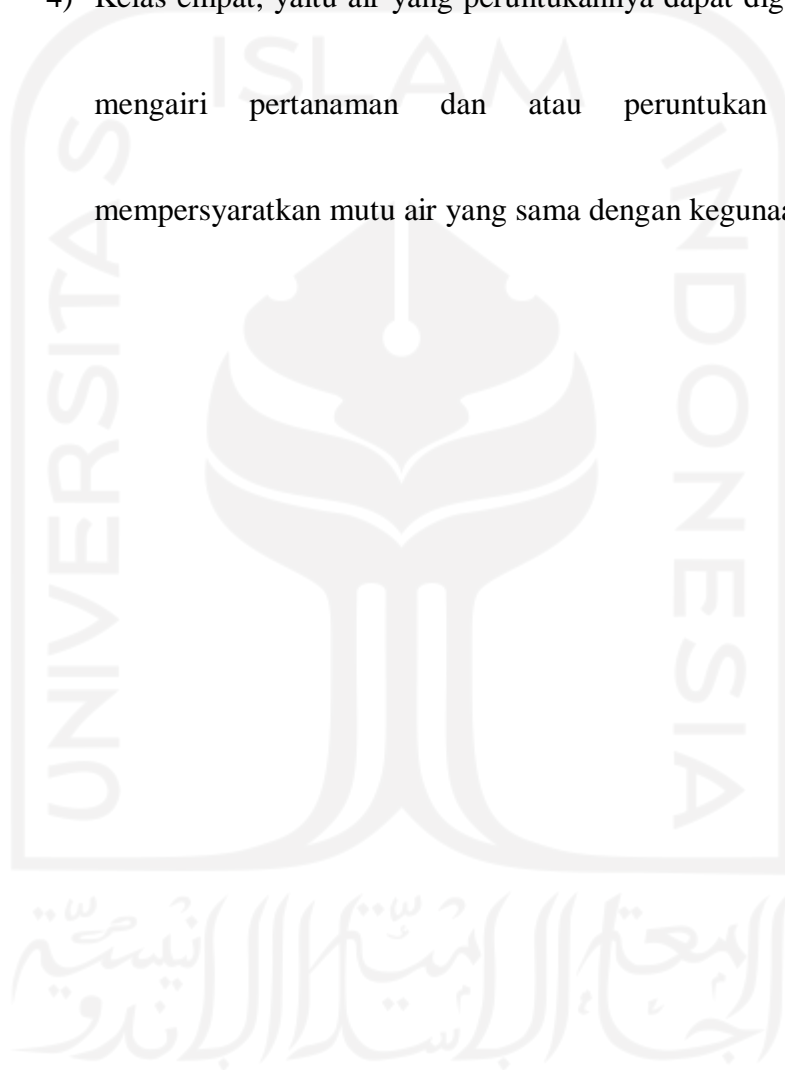 4) Kelas empat, yaitu air yang peruntukannya dapat dig
mengairi pertanaman dan atau peruntukan
mempersyaratkan mutu air yang sama dengan keguna
ISLAM
UNIVERSITAS
INDONESIA